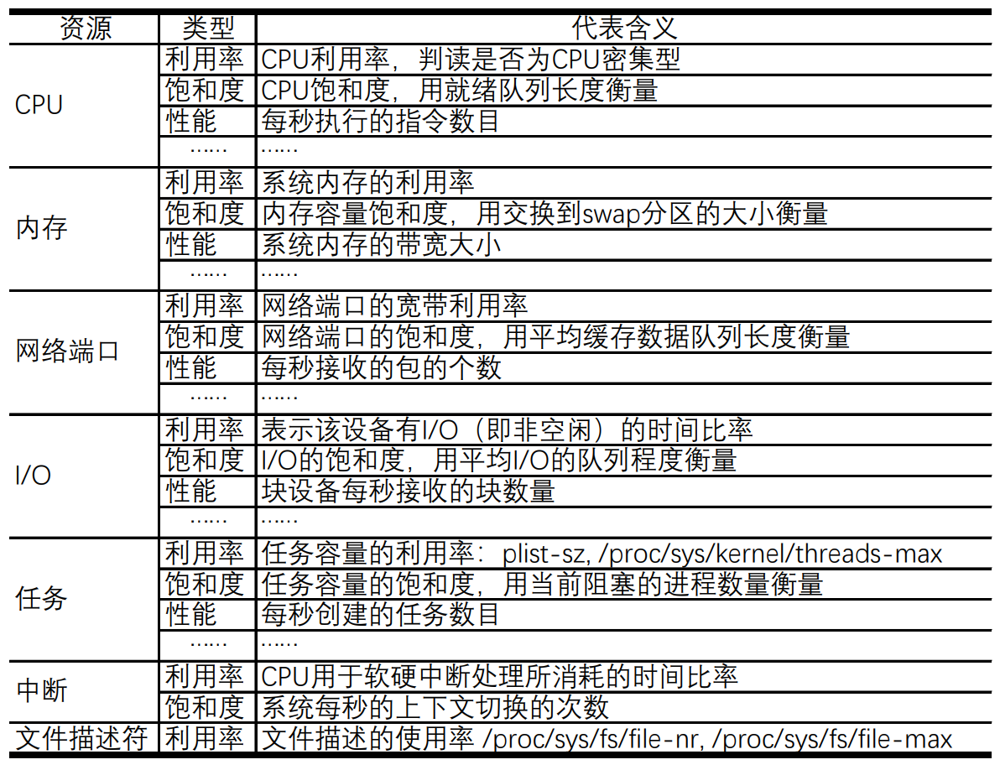 资源 类型 代表含义
CPU 利用率 CPU利用率，判读是否为CPU密集型
饱和度 CPU饱和度，用就绪队列长度衡量
性能 每秒执行的指令数目
…… ……
内存 利用率 系统内存的利用率
饱和度 内存容量饱和度，用交换到swap分区的大小衡量
性能 系统内存的带宽大小
…… ……
网络端口 利用率 网络端口的宽带利用率
饱和度 网络端口的饱和度，用平均缓存数据队列长度衡量
性能 每秒接收的包的个数
…… ……
I/O 利用率 表示该设备有I/O（即非空闲）的时间比率
饱和度 I/O的饱和度，用平均I/O的队列程度衡量
性能 块设备每秒接收的块数量
…… ……
任务 利用率 任务容量的利用率：plist-sz, /proc/sys/kernel/threads-max
饱和度 任务容量的饱和度，用当前阻塞的进程数量衡量
性能 每秒创建的任务数目
…… ……
中断 利用率 CPU用于软硬中断处理所消耗的时间比率
饱和度 系统每秒的上下文切换的次数
文件描述符 利用率 文件描述的使用率 /proc/sys/fs/file-nr, /proc/sys/fs/file-max